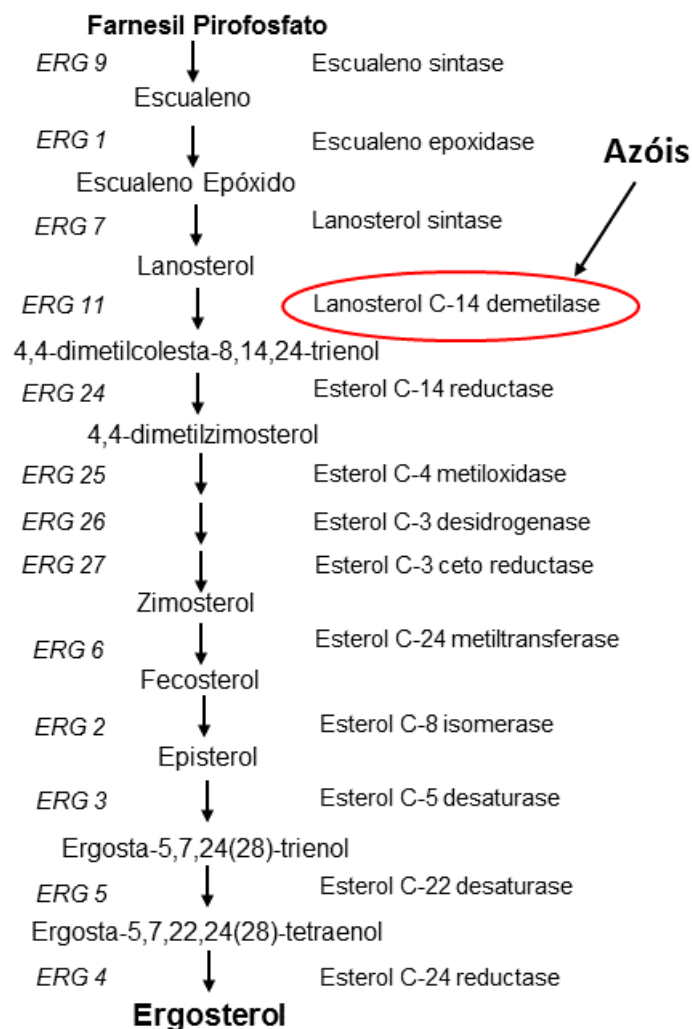 Farnesil Pirofosfato
ERG 9 Escualeno sintase
Escualeno
ERG 1 Escualeno epoxidase
Azóis
Escualeno Epóxido
ERG 7 Lanosterol sintase
Lanosterol
ERG 11 Lanosterol C-14 demetilase
4,4-dimetilcolesta-8,14,24-trienol
ERG 24 Esterol C-14 reductase
4,4-dimetilzimosterol
ERG 25 Esterol C-4 metiloxidase
ERG 26 Esterol C-3 desidrogenase
ERG 27 Esterol C-3 ceto reductase
Zimosterol
ERG 6 Esterol C-24 metiltransferase
Fecosterol
ERG 2 Esterol C-8 isomerase
Episterol
ERG 3 Esterol C-5 desaturase
Ergosta-5,7,24(28)-trienol
ERG 5 Esterol C-22 desaturase
Ergosta-5,7,22,24(28)-tetraenol
ERG 4 Esterol C-24 reductase
Ergosterol